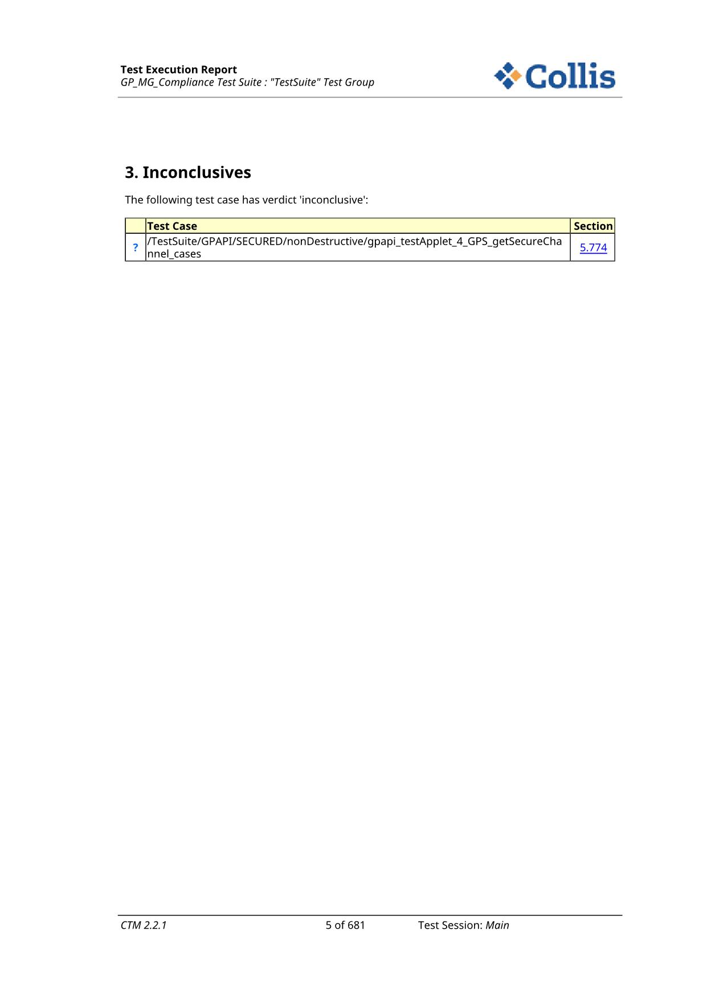 Test Execution Report
GP_MG_Compliance Test Suite : "TestSuite" Test Group
Collis
3. Inconclusives
The following test case has verdict 'inconclusive':
Test Case Section
? /TestSuite/GPAPI/SECURED/nonDestructive/gpapi_testApplet_4_GPS_getSecureCha
nnel_cases 5.774
CTM 2.2.1 5 of 681 Test Session: Main